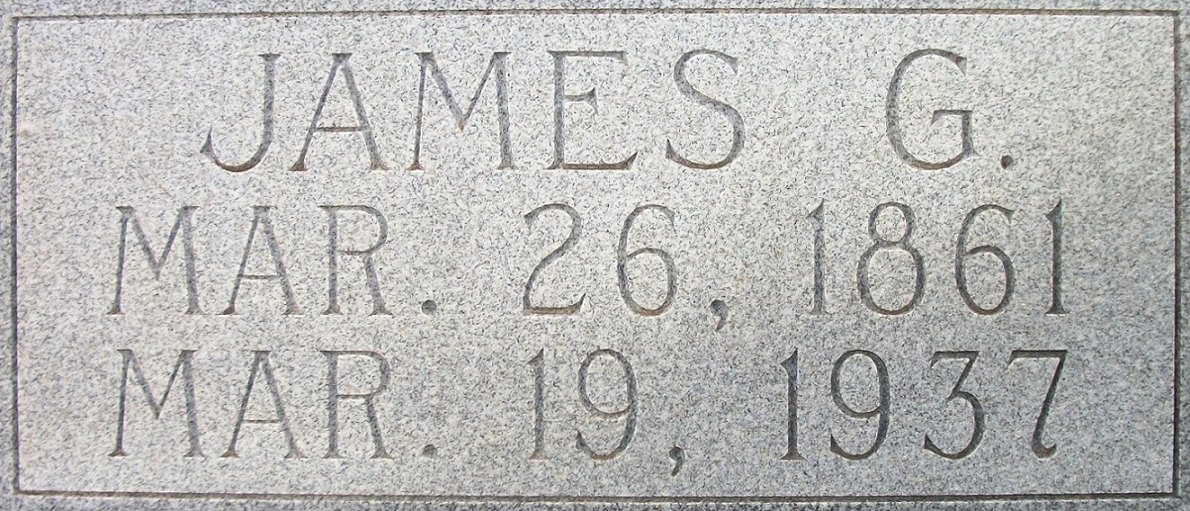 JAMES G.
MAR. 26, 1861
MAR. 19, 1937